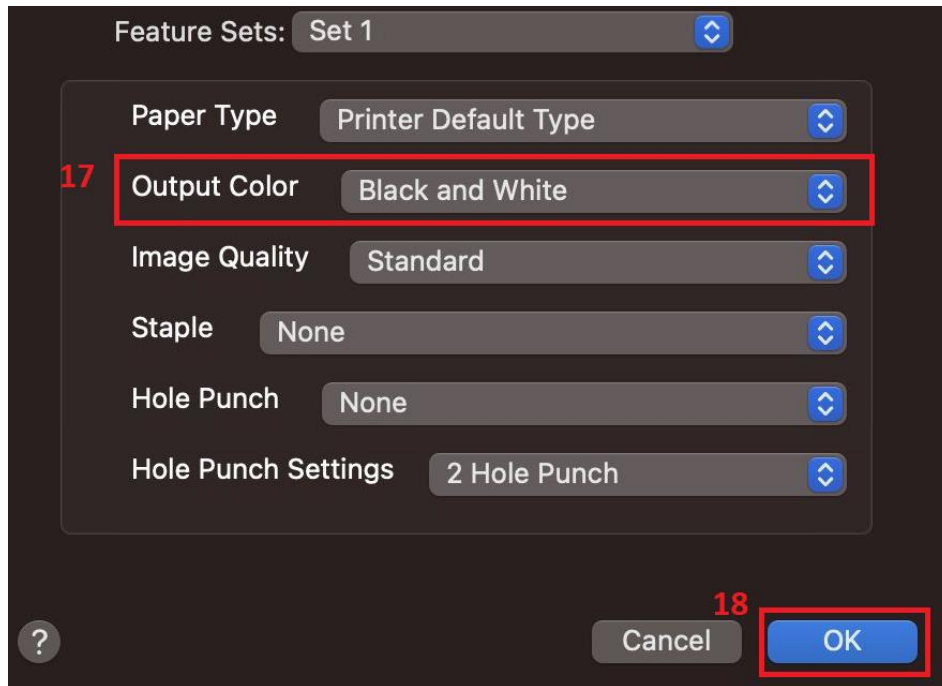 Feature Sets: Set 1
Paper Type Printer Default Type
17 Output Color Black and White
Image Quality Standard
Staple None
Hole Punch None
Hole Punch Settings 2 Hole Punch
18
? Cancel OK